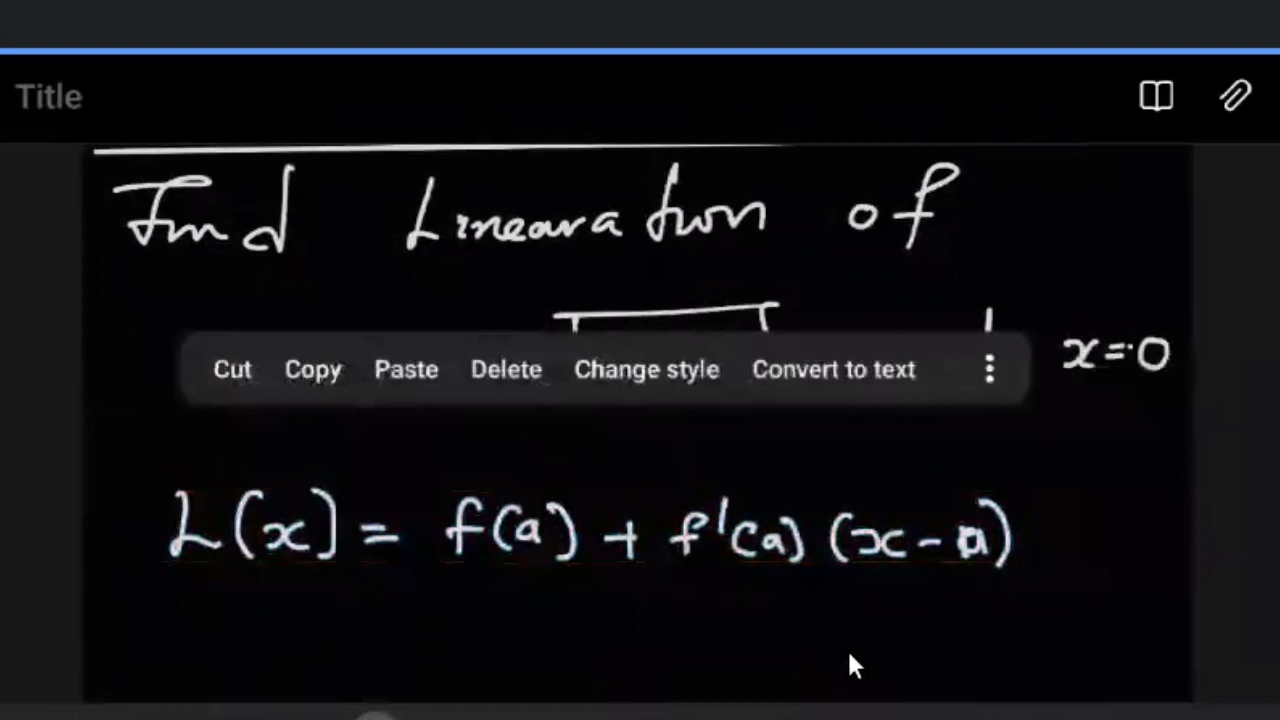 Title
Find Linearation of
x=0
Cut Copy Paste Delete Change style Convert to text
L(x) = f(a) + f'(a) (x-a)